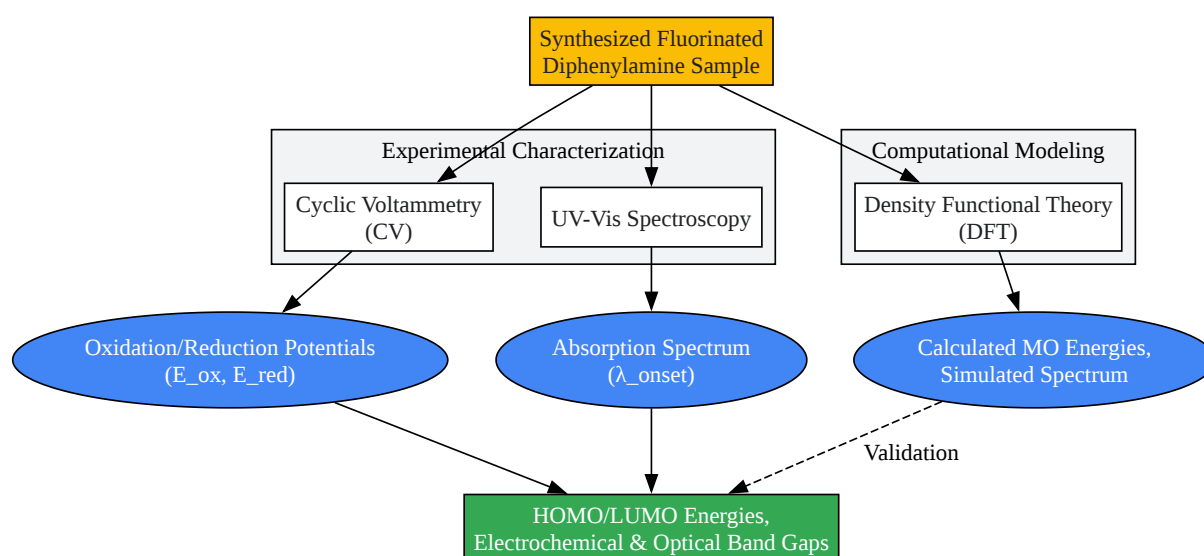 Synthesized Fluorinated
Diphenylamine Sample
Experimental Characterization
Computational Modeling
Cyclic Voltammetry
(CV)
UV-Vis Spectroscopy
Density Functional Theory
(DFT)
Oxidation/Reduction Potentials
(E_ox, E_red)
Absorption Spectrum
(λ_onset)
Calculated MO Energies,
Simulated Spectrum
Validation
HOMO/LUMO Energies,
Electrochemical & Optical Band Gaps